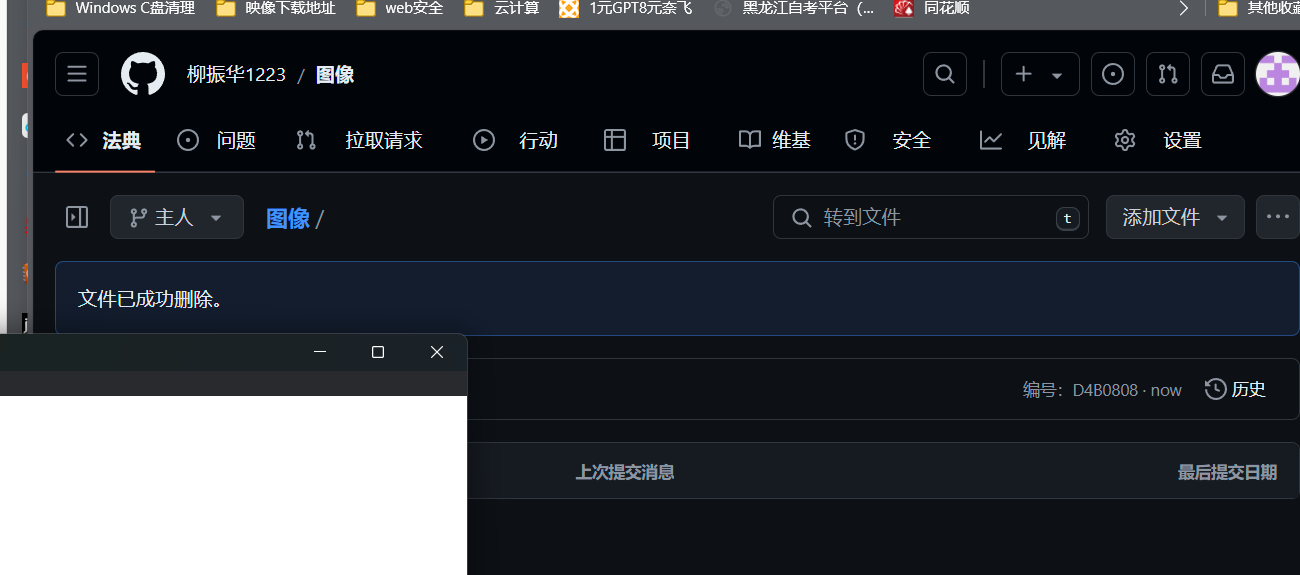 Windows C盘清理 映像下载地址 web安全 云计算 1元GPT8元奈飞 黑龙江自考平台（... 同花顺 其他收藏
柳振华1223 / 图像
法典 问题 拉取请求 行动 项目 维基 安全 见解 设置
主人 图像 / 转到文件 t 添加文件
文件已成功删除。
编号：D4B0808 · now 历史
上次提交消息 最后提交日期